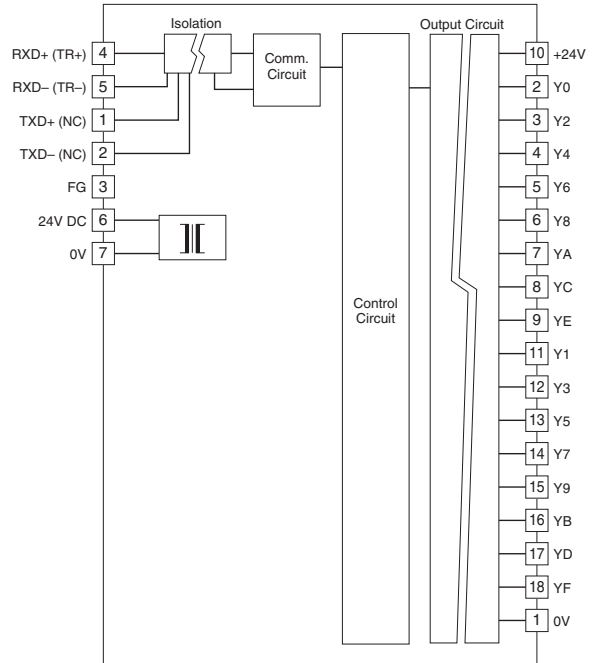 Isolation
Output Circuit
RXD+ (TR+) 4
RXD– (TR–) 5
TXD+ (NC) 1
TXD– (NC) 2
FG 3
24V DC 6
0V 7
Comm.
Circuit
Control
Circuit
10 +24V
2 Y0
3 Y2
4 Y4
5 Y6
6 Y8
7 YA
8 YC
9 YE
11 Y1
12 Y3
13 Y5
14 Y7
15 Y9
16 YB
17 YD
18 YF
1 0V